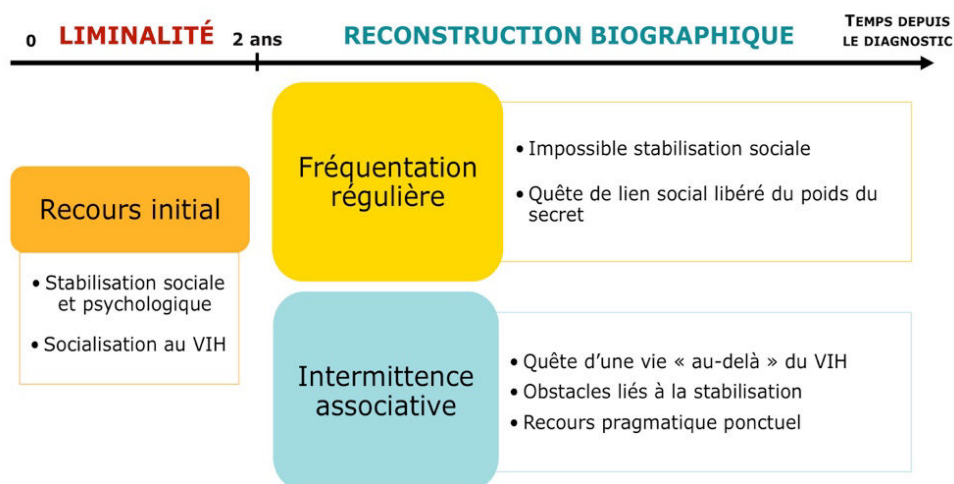 0 LIMINALITÉ 2 ans RECONSTRUCTION BIOGRAPHIQUE TEMPS DEPUIS
LE DIAGNOSTIC
Recours initial
• Stabilisation sociale
et psychologique
• Socialisation au VIH
Fréquentation
régulière
• Impossible stabilisation sociale
• Quête de lien social libéré du poids du
secret
Intermittence
associative
• Quête d’une vie « au-delà » du VIH
• Obstacles liés à la stabilisation
• Recours pragmatique ponctuel